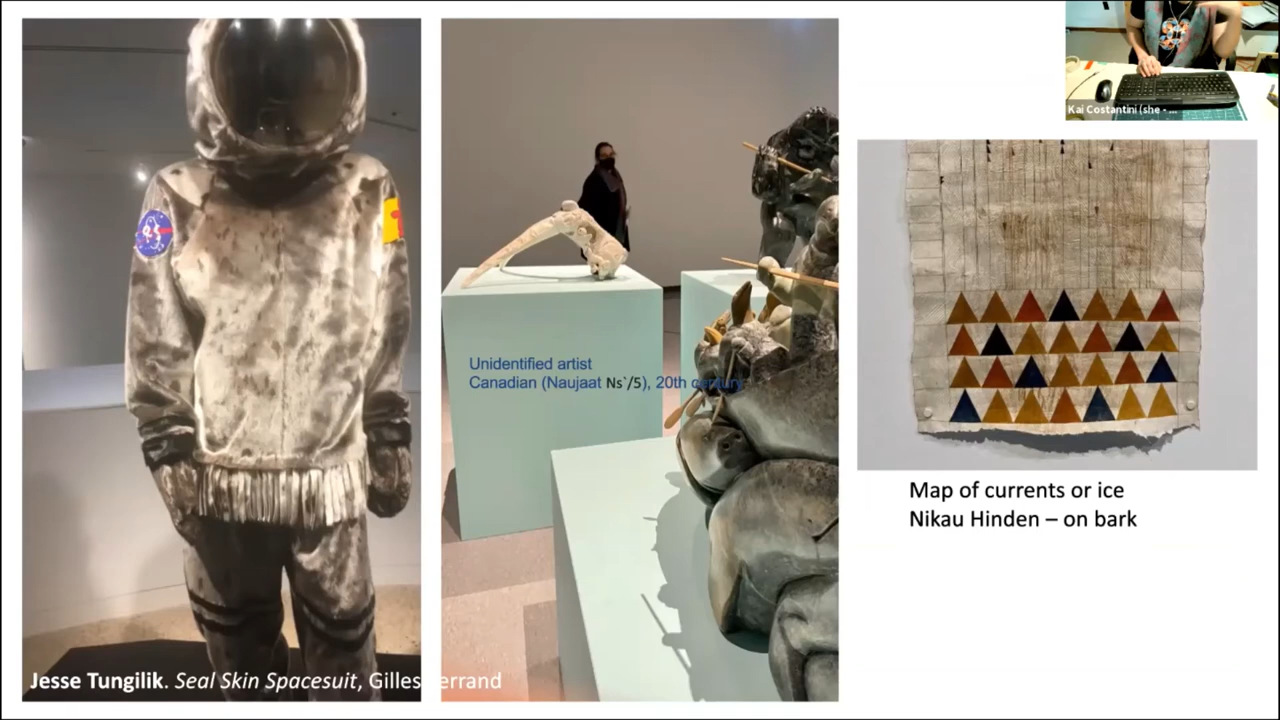 Kai Costantini (she - ...
Unidentified artist
Canadian (Naujaat Ns`/5), 20th century
Map of currents or ice
Nikau Hinden – on bark
Jesse Tungilik. Seal Skin Spacesuit, Gilles errand